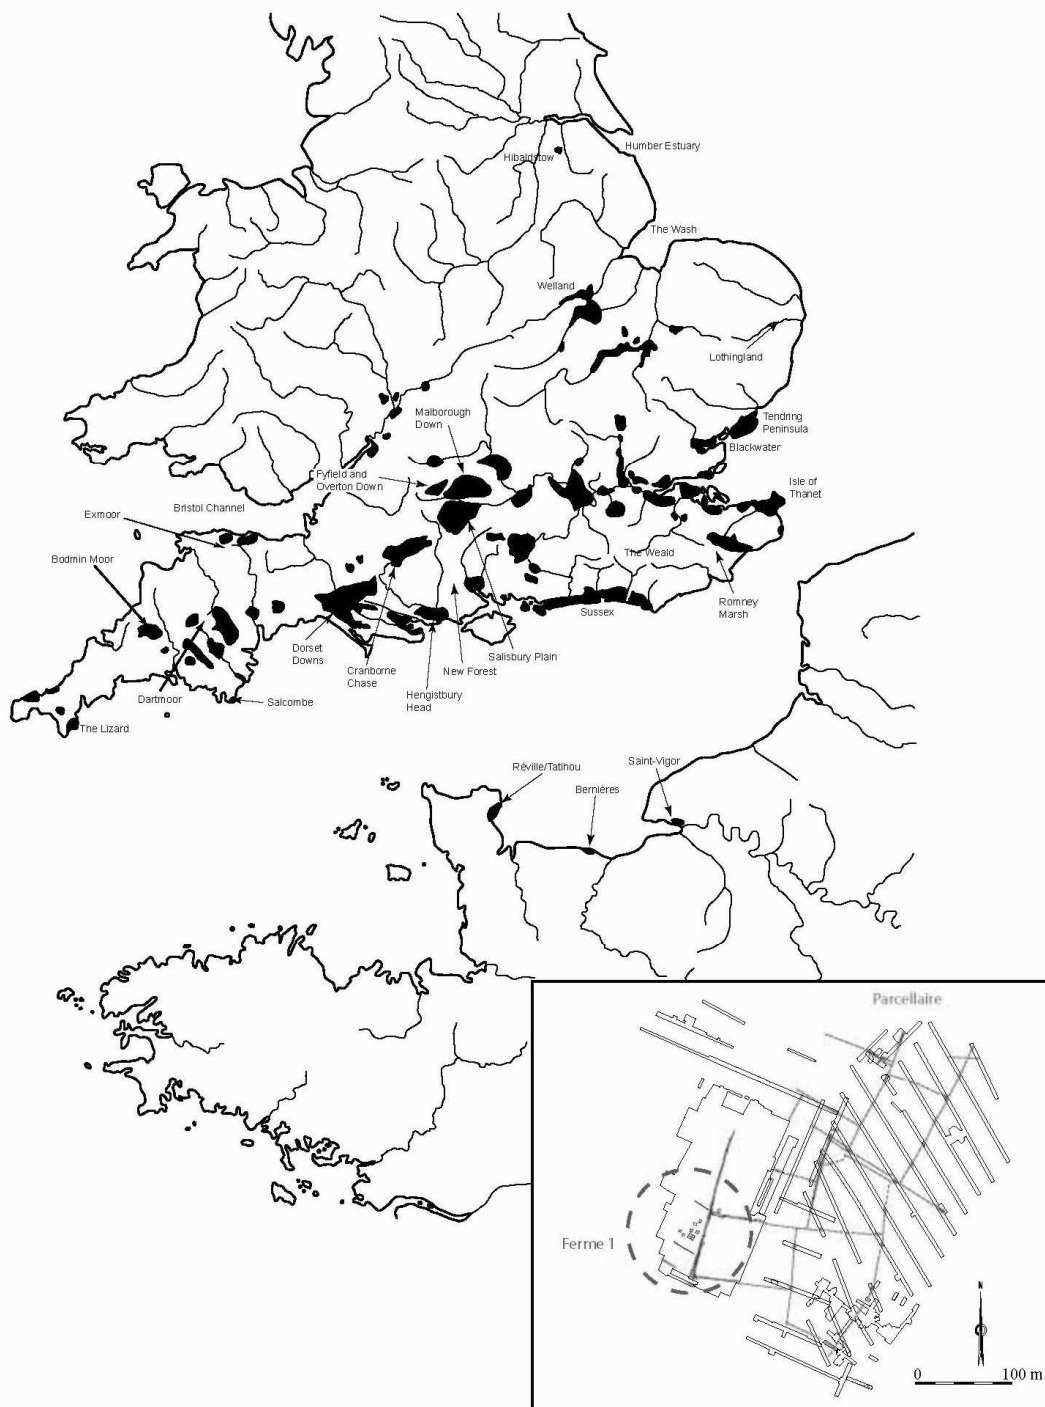 Humber Estuary
Hibaldstow
The Wash
Welland
Lothingland
Malborough
Down
Tendring
Peninsula
Blackwater
Fyfield and
Overton Down
Isle of
Thanet
Bristol Channel
Exmoor
Bodmin Moor
The Weald
Romney
Marsh
Sussex
Dorset
Downs
Salisbury Plain
Cranborne
Chase
New Forest
Hengistbury
Head
Dartmoor
Salcombe
The Lizard
Réville/Tatihou
Saint-Vigor
Bernières
Parcellaire
Ferme 1
N
0 100 m